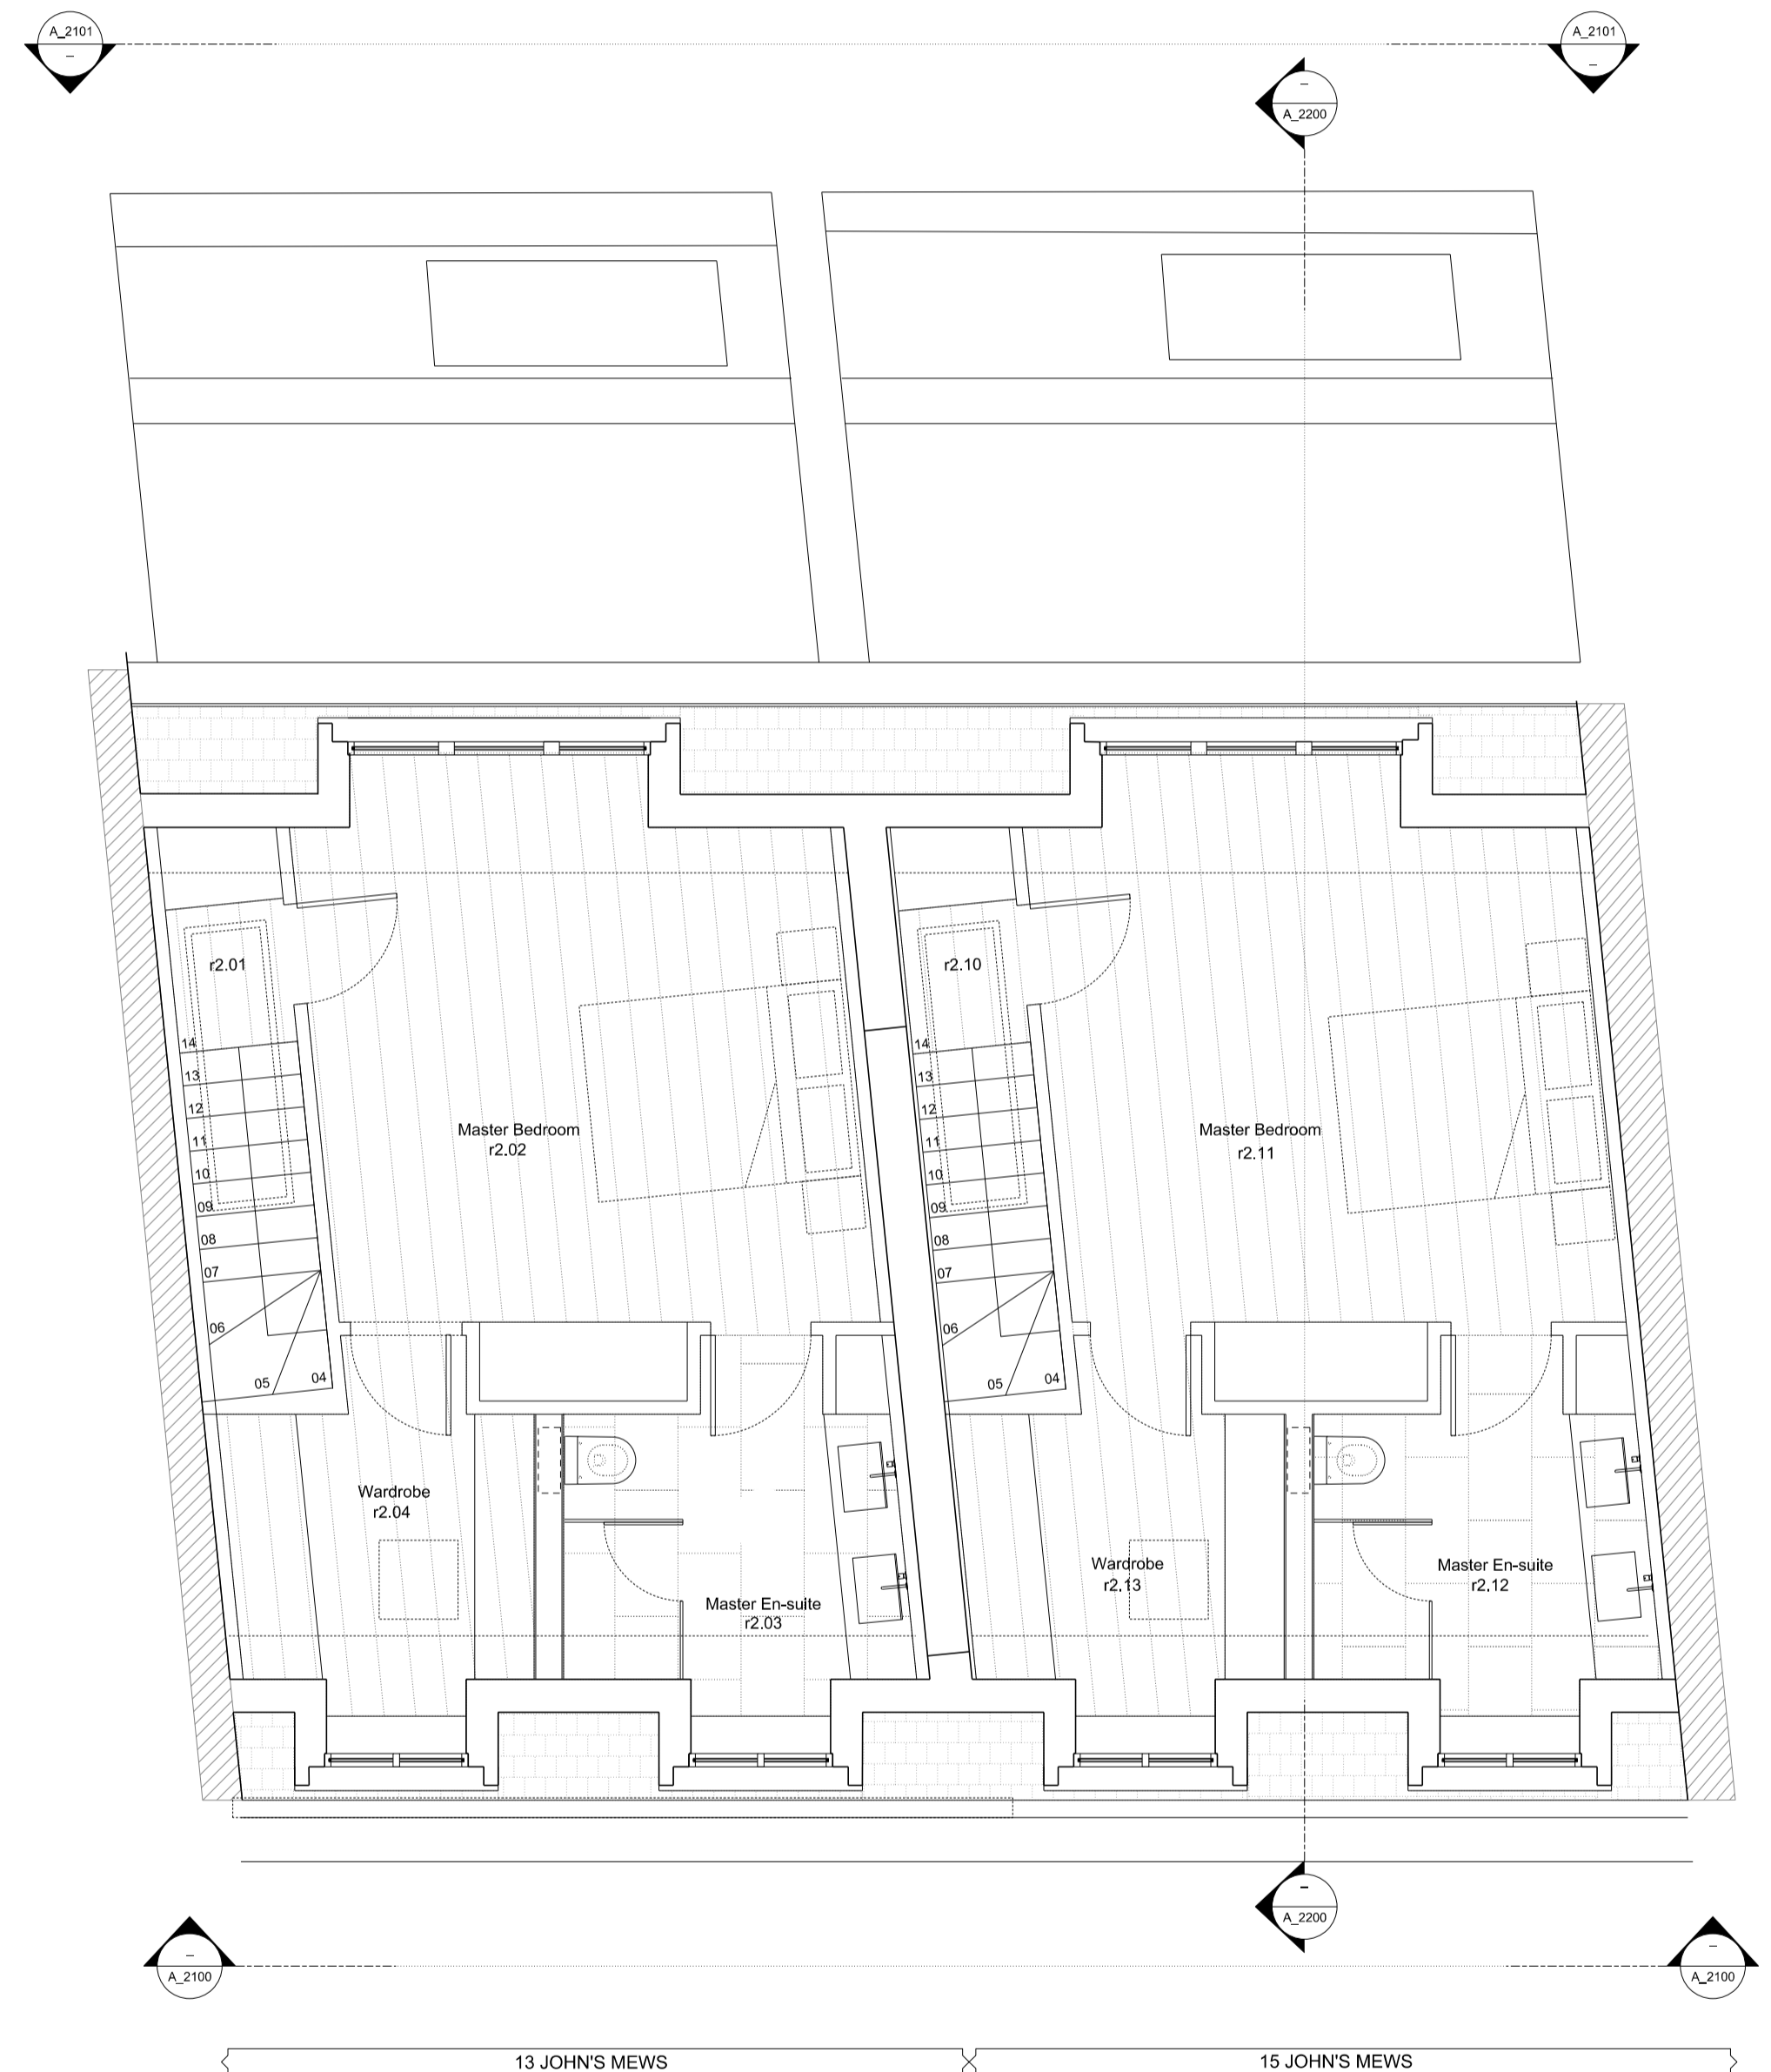 A_2101
–
A_2101
–
–
A_2200
r2.01
14
13
12
11
10
09
08
07
06
05
04
Master Bedroom
r2.02
Wardrobe
r2.04
Master En-suite
r2.03
r2.10
14
13
12
11
10
09
08
07
06
05
04
Master Bedroom
r2.11
Wardrobe
r2.13
Master En-suite
r2.12
–
A_2200
–
A_2100
–
A_2100
13 JOHN'S MEWS
15 JOHN'S MEWS